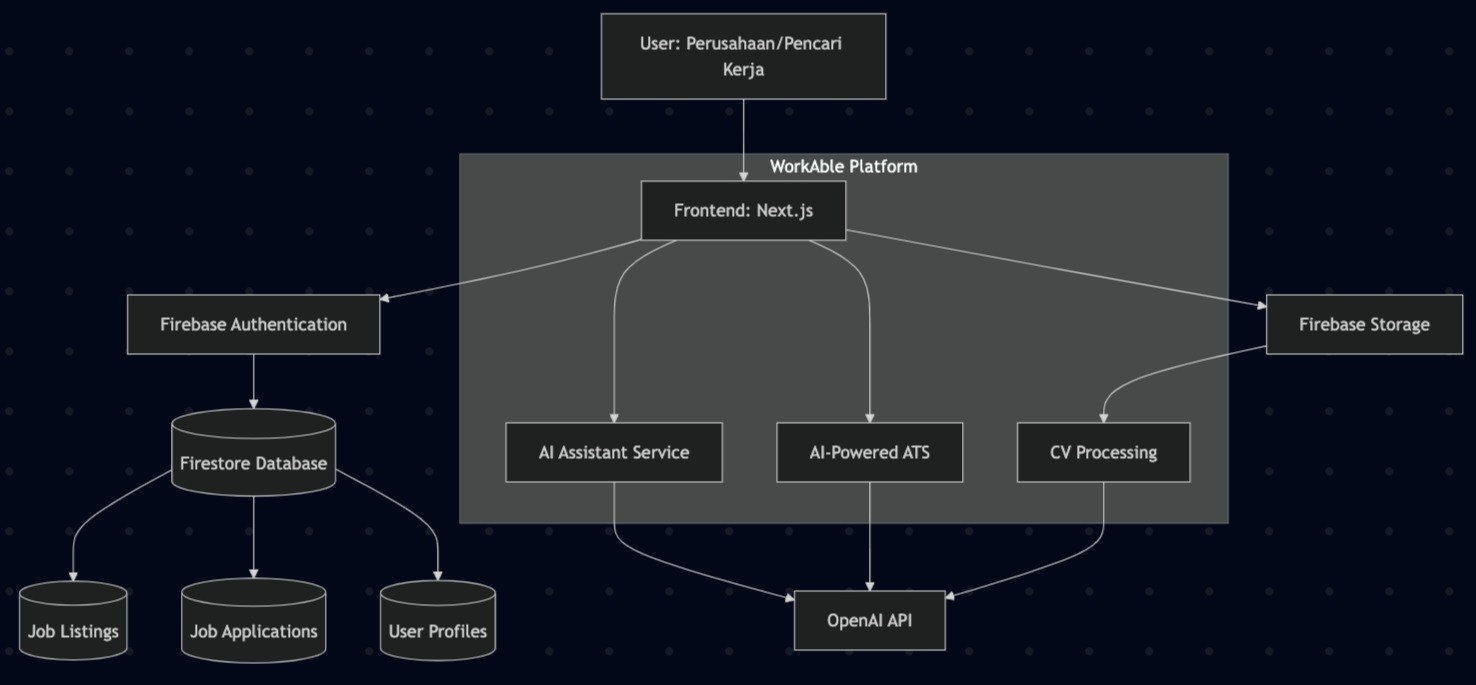 User: Perusahaan/Pencari
Kerja
WorkAble Platform
Frontend: Next.js
Firebase Authentication
Firebase Storage
Firestore Database
AI Assistant Service
AI-Powered ATS
CV Processing
Job Listings
Job Applications
User Profiles
OpenAI API